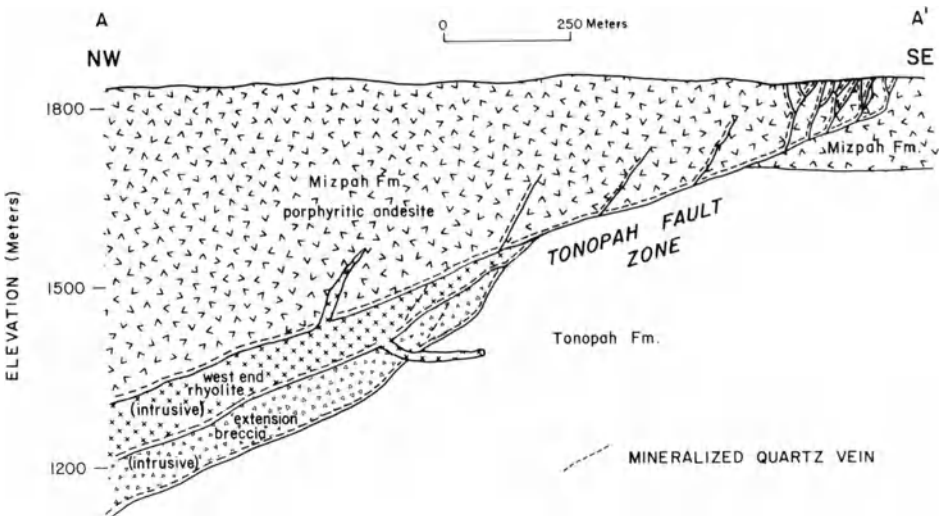 A
0 250 Meters
A'
NW
SE
1800
Mizpah Fm.
Mizpah Fm.
porphyritic andesite
TONOPAH FAULT
ZONE
ELEVATION (Meters)
1500
Tonopah Fm.
west end
rhyolite
(intrusive)
extension
breccia
(intrusive)
1200
MINERALIZED QUARTZ VEIN